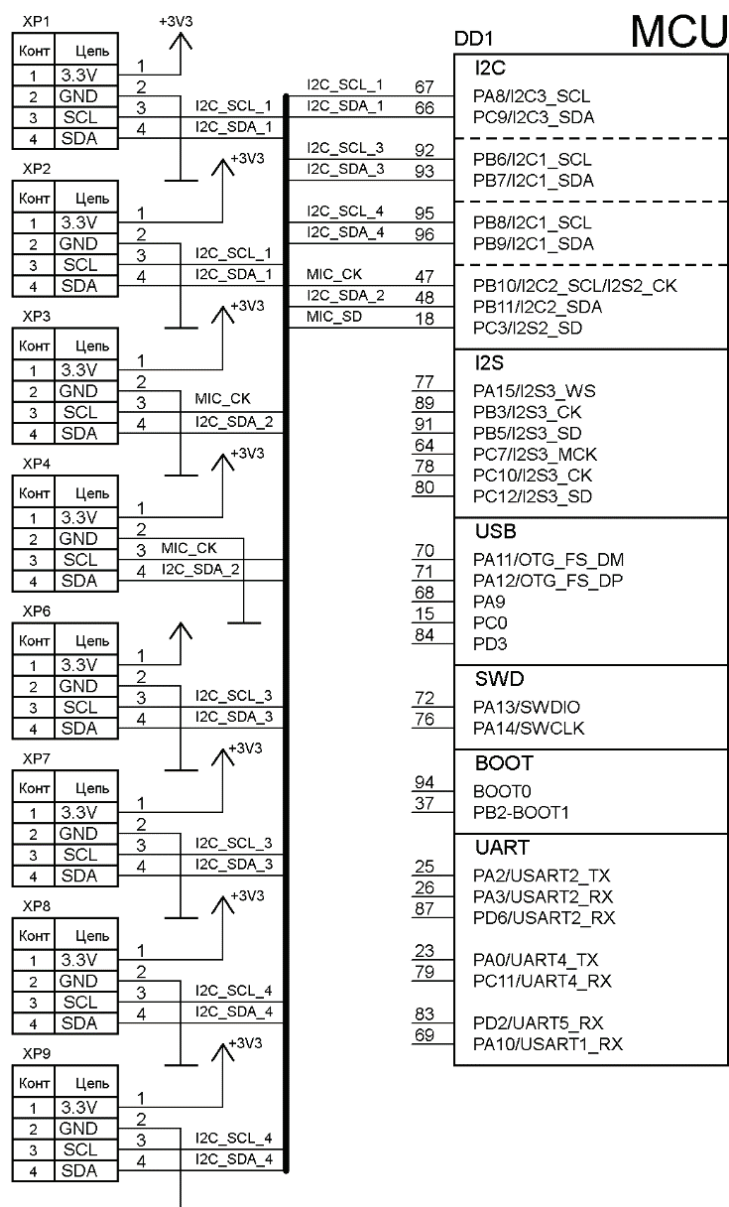 XP1
+3V3
Конт Цепь
1 3.3V 1
2 GND 2
3 SCL 3 I2C_SCL_1
4 SDA 4 I2C_SDA_1
XP2
+3V3
Конт Цепь
1 3.3V 1
2 GND 2
3 SCL 3 I2C_SCL_1
4 SDA 4 I2C_SDA_1
XP3
+3V3
Конт Цепь
1 3.3V 1
2 GND 2
3 SCL 3 MIC_CK
4 SDA 4 I2C_SDA_2
XP4
+3V3
Конт Цепь
1 3.3V 1
2 GND 2
3 SCL 3 MIC_CK
4 SDA 4 I2C_SDA_2
XP6
Конт Цепь
1 3.3V 1
2 GND 2
3 SCL 3 I2C_SCL_3
4 SDA 4 I2C_SDA_3
XP7
+3V3
Конт Цепь
1 3.3V 1
2 GND 2
3 SCL 3 I2C_SCL_3
4 SDA 4 I2C_SDA_3
XP8
+3V3
Конт Цепь
1 3.3V 1
2 GND 2
3 SCL 3 I2C_SCL_4
4 SDA 4 I2C_SDA_4
XP9
+3V3
Конт Цепь
1 3.3V 1
2 GND 2
3 SCL 3 I2C_SCL_4
4 SDA 4 I2C_SDA_4
DD1 MCU
I2C
I2C_SCL_1 67 PA8/I2C3_SCL
I2C_SDA_1 66 PC9/I2C3_SDA
I2C_SCL_3 92 PB6/I2C1_SCL
I2C_SDA_3 93 PB7/I2C1_SDA
I2C_SCL_4 95 PB8/I2C1_SCL
I2C_SDA_4 96 PB9/I2C1_SDA
MIC_CK 47 PB10/I2C2_SCL/I2S2_CK
I2C_SDA_2 48 PB11/I2C2_SDA
MIC_SD 18 PC3/I2S2_SD
I2S
77 PA15/I2S3_WS
89 PB3/I2S3_CK
91 PB5/I2S3_SD
64 PC7/I2S3_MCK
78 PC10/I2S3_CK
80 PC12/I2S3_SD
USB
70 PA11/OTG_FS_DM
71 PA12/OTG_FS_DP
68 PA9
15 PC0
84 PD3
SWD
72 PA13/SWDIO
76 PA14/SWCLK
BOOT
94 BOOT0
37 PB2-BOOT1
UART
25 PA2/USART2_TX
26 PA3/USART2_RX
87 PD6/USART2_RX
23 PA0/UART4_TX
79 PC11/UART4_RX
83 PD2/UART5_RX
69 PA10/USART1_RX